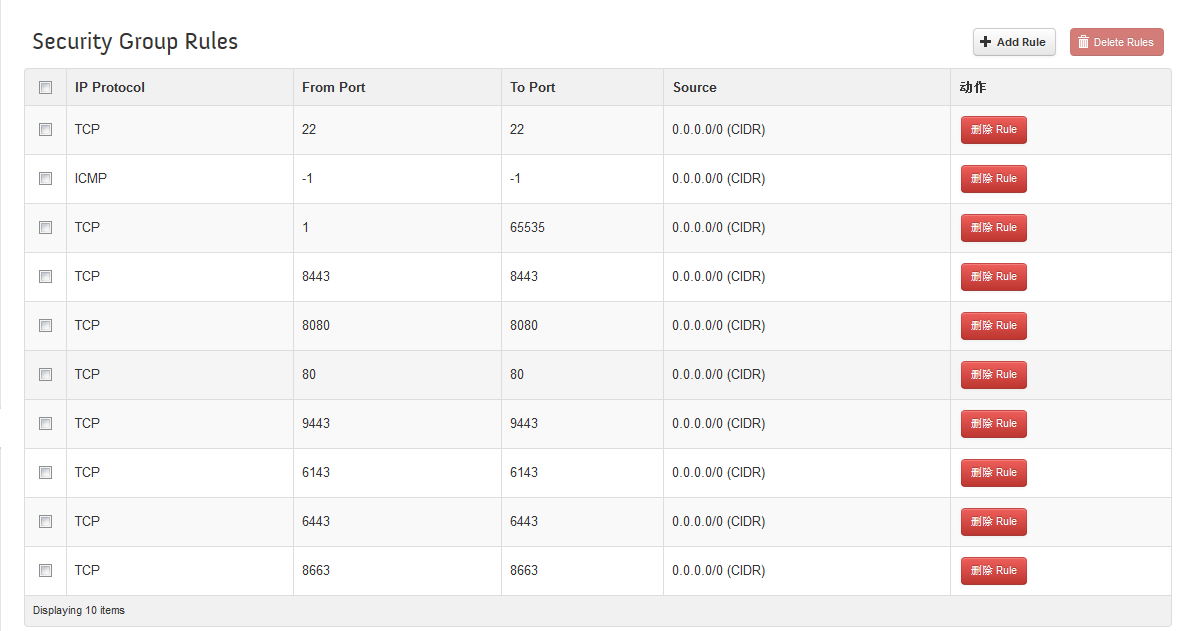 Security Group Rules
Add Rule Delete Rules
IP Protocol From Port To Port Source 动作
TCP 22 22 0.0.0.0/0 (CIDR) 删除 Rule
ICMP -1 -1 0.0.0.0/0 (CIDR) 删除 Rule
TCP 1 65535 0.0.0.0/0 (CIDR) 删除 Rule
TCP 8443 8443 0.0.0.0/0 (CIDR) 删除 Rule
TCP 8080 8080 0.0.0.0/0 (CIDR) 删除 Rule
TCP 80 80 0.0.0.0/0 (CIDR) 删除 Rule
TCP 9443 9443 0.0.0.0/0 (CIDR) 删除 Rule
TCP 6143 6143 0.0.0.0/0 (CIDR) 删除 Rule
TCP 6443 6443 0.0.0.0/0 (CIDR) 删除 Rule
TCP 8663 8663 0.0.0.0/0 (CIDR) 删除 Rule
Displaying 10 items